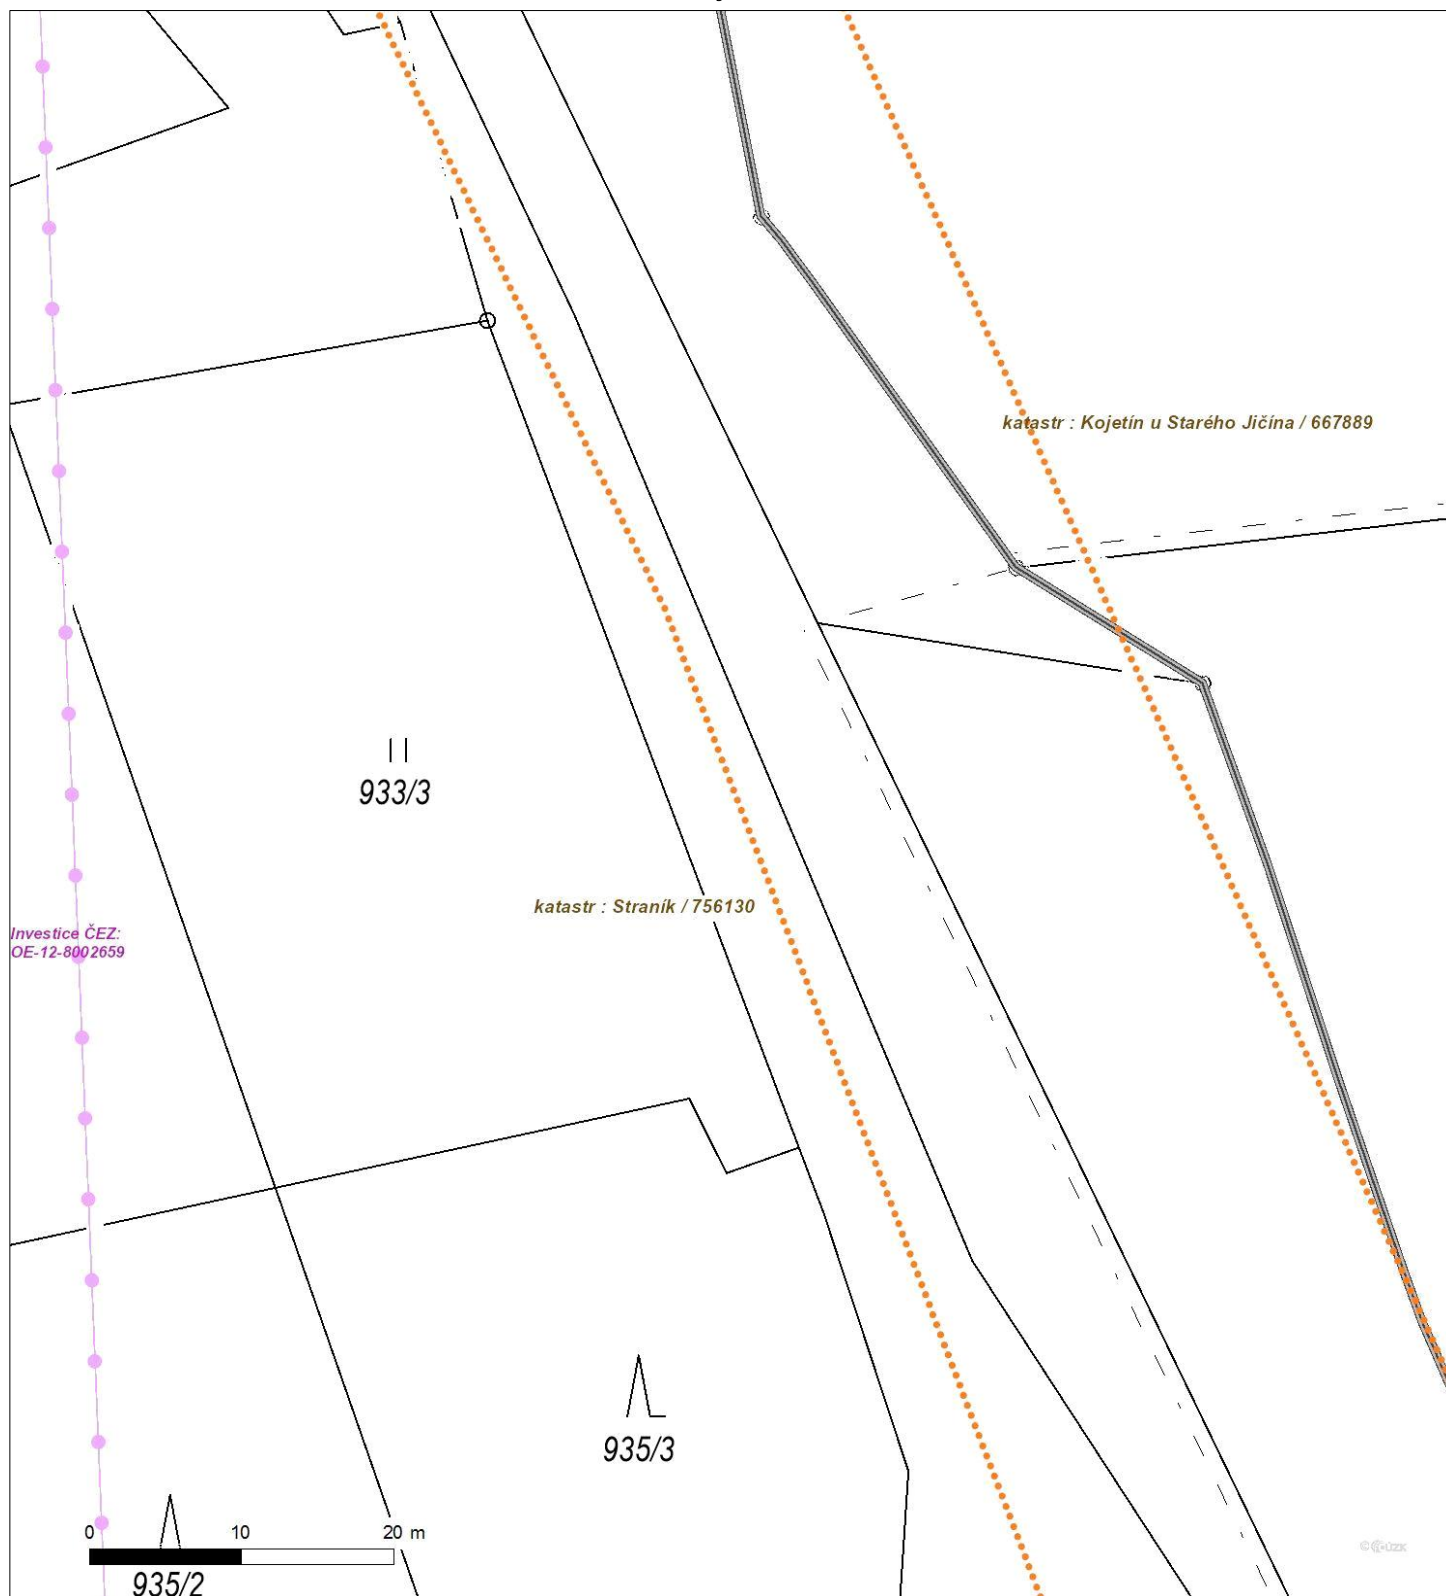 katastr : Kojetín u Starého Jičína / 667889
933/3
katastr : Straník / 756130
Investice ČEZ:
OE-12-8002659
935/3
0 10 20 m
935/2
© ČÚZK